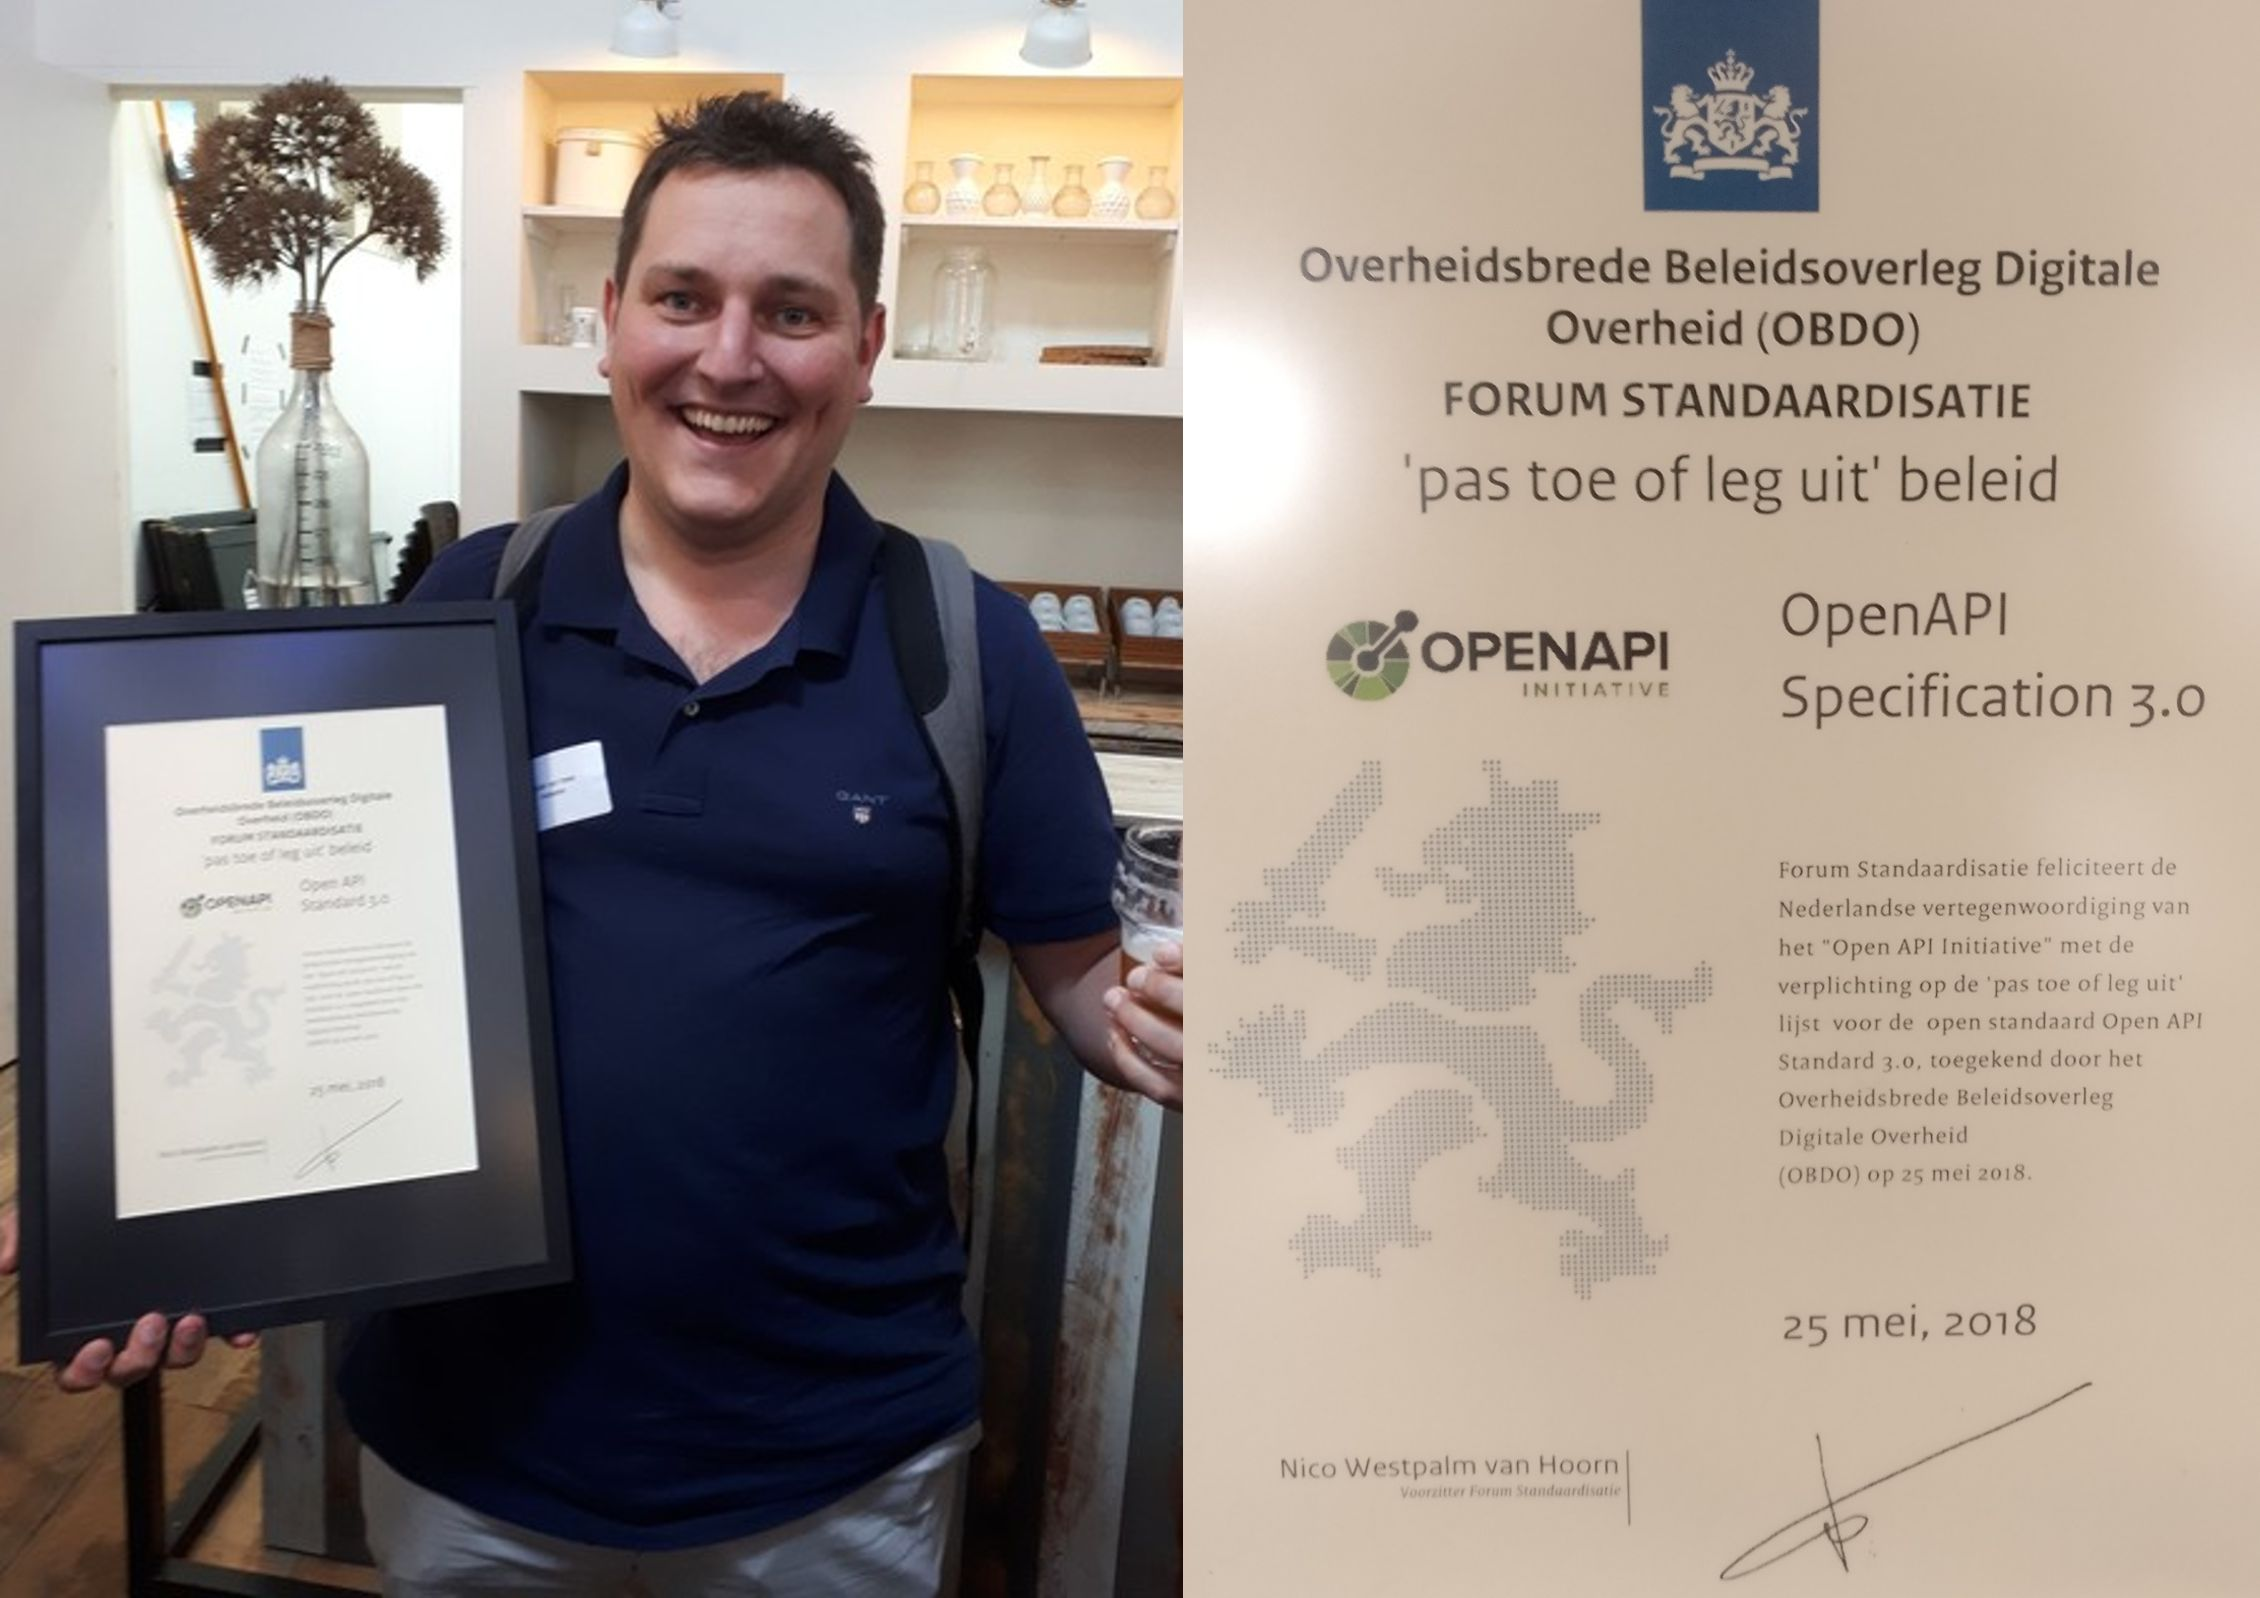 GANT
Overheidsbrede Beleidsoverleg Digitale
Overheid (OBDO)
FORUM STANDAARDISATIE
'pas toe of leg uit' beleid
OPENAPI
Open API
Standard 3.0
25 mei, 2018
Nico Westpalm van Hoorn
Overheidsbrede Beleidsoverleg Digitale
Overheid (OBDO)
FORUM STANDAARDISATIE
'pas toe of leg uit' beleid
OPENAPI
INITIATIVE
OpenAPI
Specification 3.0
Forum Standaardisatie feliciteert de
Nederlandse vertegenwoordiging van
het "Open API Initiative" met de
verplichting op de 'pas toe of leg uit'
lijst voor de open standaard Open API
Standard 3.0, toegekend door het
Overheidsbrede Beleidsoverleg
Digitale Overheid
(OBDO) op 25 mei 2018.
25 mei, 2018
Nico Westpalm van Hoorn
Voorzitter Forum Standaardisatie